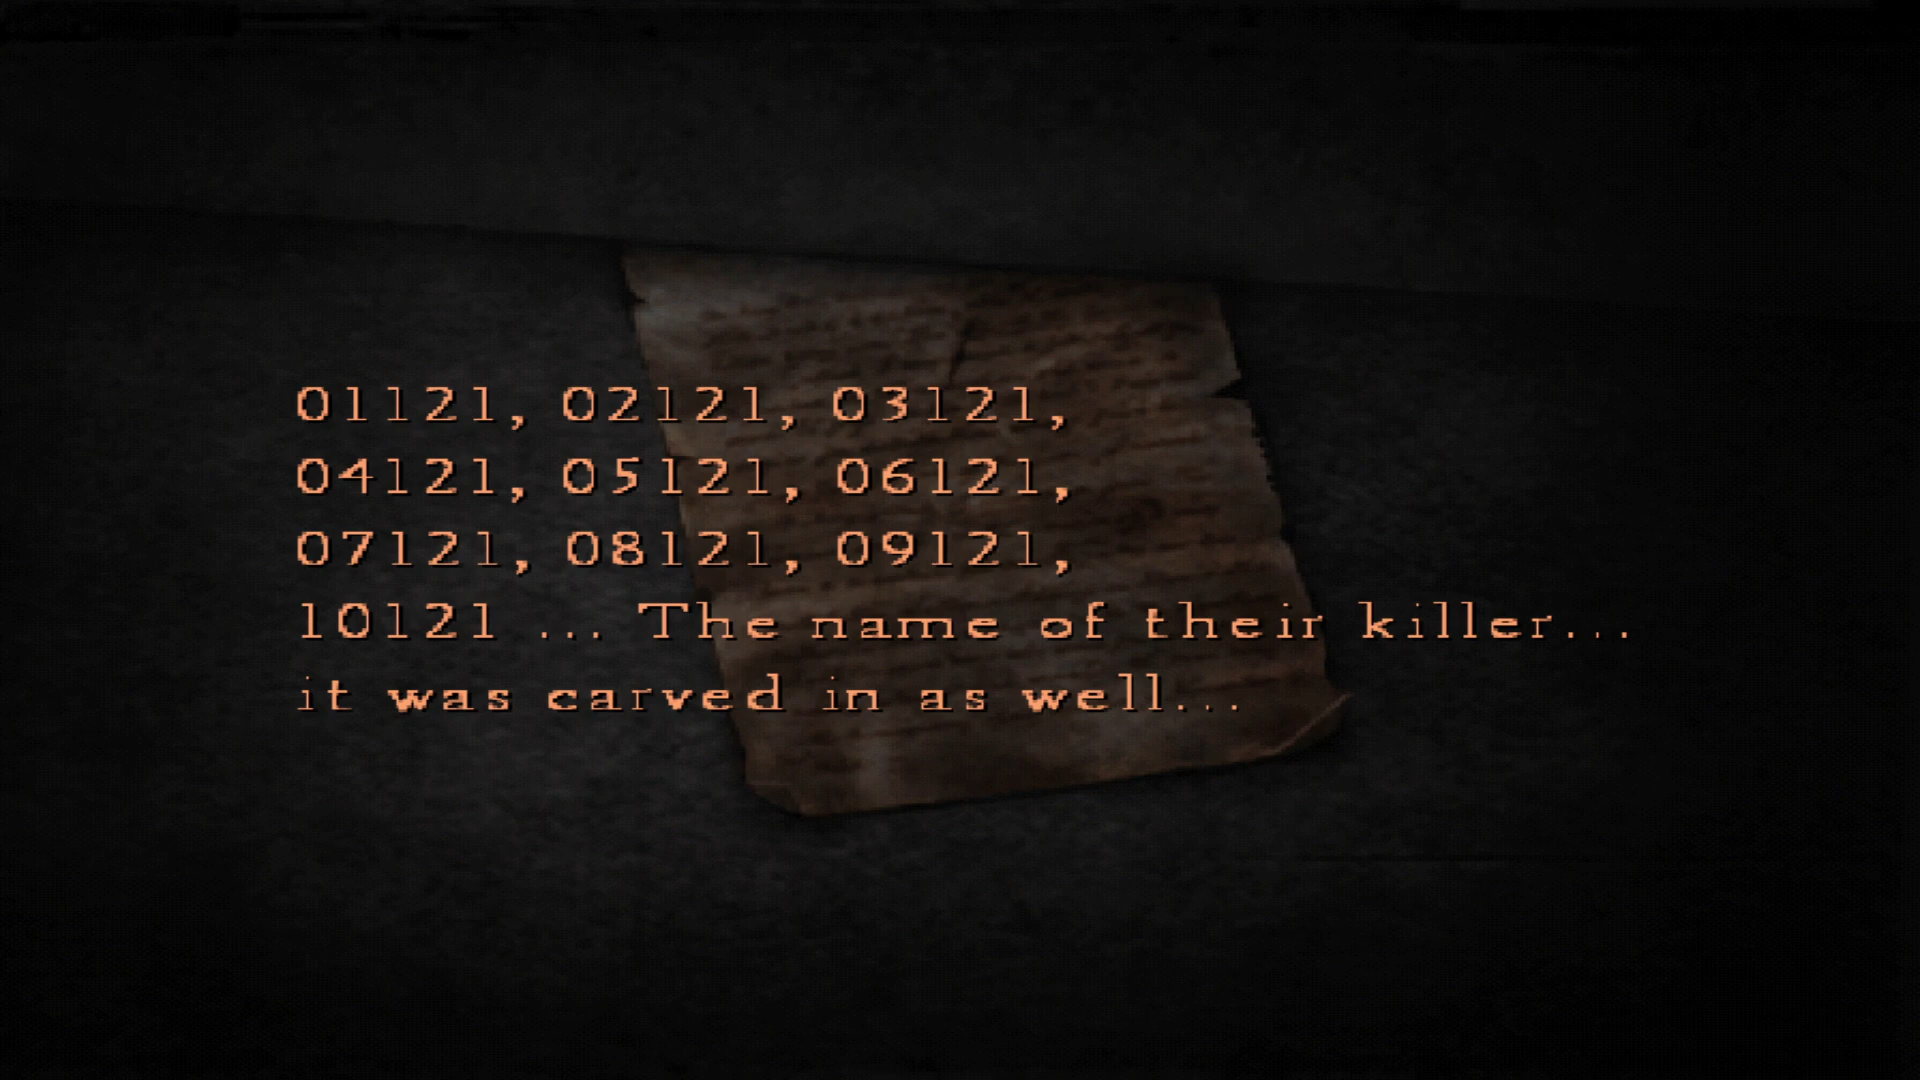 01121, 02121, 03121,
04121, 05121, 06121,
07121, 08121, 09121,
10121 ... The name of their killer...
it was carved in as well...